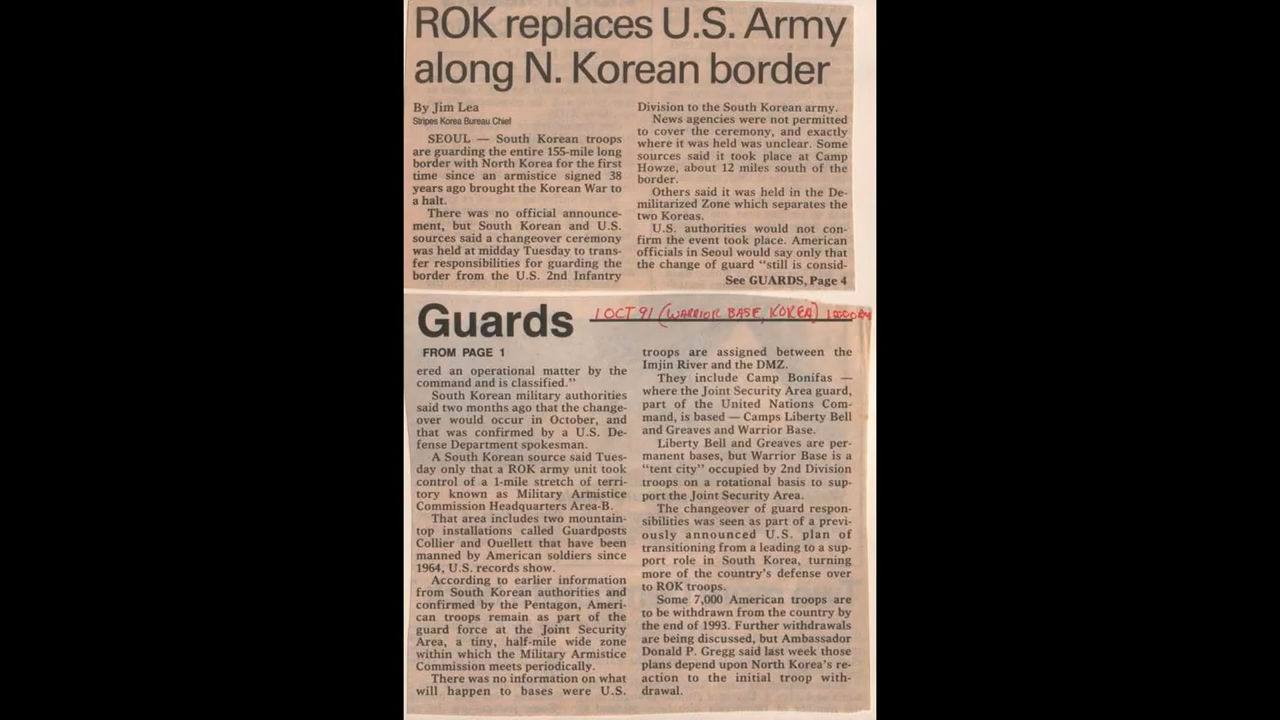 ROK replaces U.S. Army
along N. Korean border
By Jim Lea
Stripes Korea Bureau Chief
SEOUL — South Korean troops
are guarding the entire 155-mile long
border with North Korea for the first
time since an armistice signed 38
years ago brought the Korean War to
a halt.
There was no official announce-
ment, but South Korean and U.S.
sources said a changeover ceremony
was held at midday Tuesday to trans-
fer responsibilities for guarding the
border from the U.S. 2nd Infantry
Division to the South Korean army.
News agencies were not permitted
to cover the ceremony, and exactly
where it was held was unclear. Some
sources said it took place at Camp
Howze, about 12 miles south of the
border.
Others said it was held in the De-
militarized Zone which separates the
two Koreas.
U.S. authorities would not con-
firm the event took place. American
officials in Seoul would say only that
the change of guard “still is consid-
See GUARDS, Page 4
Guards
1 OCT 91 (WARRIOR BASE, KOREA)
FROM PAGE 1
ered an operational matter by the
command and is classified.”
South Korean military authorities
said two months ago that the change-
over would occur in October, and
that was confirmed by a U.S. De-
fense Department spokesman.
A South Korean source said Tues-
day only that a ROK army unit took
control of a 1-mile stretch of terri-
tory known as Military Armistice
Commission Headquarters Area-B.
That area includes two mountain-
top installations called Guardposts
Collier and Ouellett that have been
manned by American soldiers since
1964, U.S. records show.
According to earlier information
from South Korean authorities and
confirmed by the Pentagon, Ameri-
can troops remain as part of the
guard force at the Joint Security
Area, a tiny, half-mile wide zone
within which the Military Armistice
Commission meets periodically.
There was no information on what
will happen to bases were U.S.
troops are assigned between the
Imjin River and the DMZ.
They include Camp Bonifas —
where the Joint Security Area guard,
part of the United Nations Com-
mand, is based — Camps Liberty Bell
and Greaves and Warrior Base.
Liberty Bell and Greaves are per-
manent bases, but Warrior Base is a
“tent city” occupied by 2nd Division
troops on a rotational basis to sup-
port the Joint Security Area.
The changeover of guard respon-
sibilities was seen as part of a previ-
ously announced U.S. plan of
transitioning from a leading to a sup-
port role in South Korea, turning
more of the country’s defense over
to ROK troops.
Some 7,000 American troops are
to be withdrawn from the country by
the end of 1993. Further withdrawals
are being discussed, but Ambassador
Donald P. Gregg said last week those
plans depend upon North Korea’s re-
action to the initial troop with-
drawal.